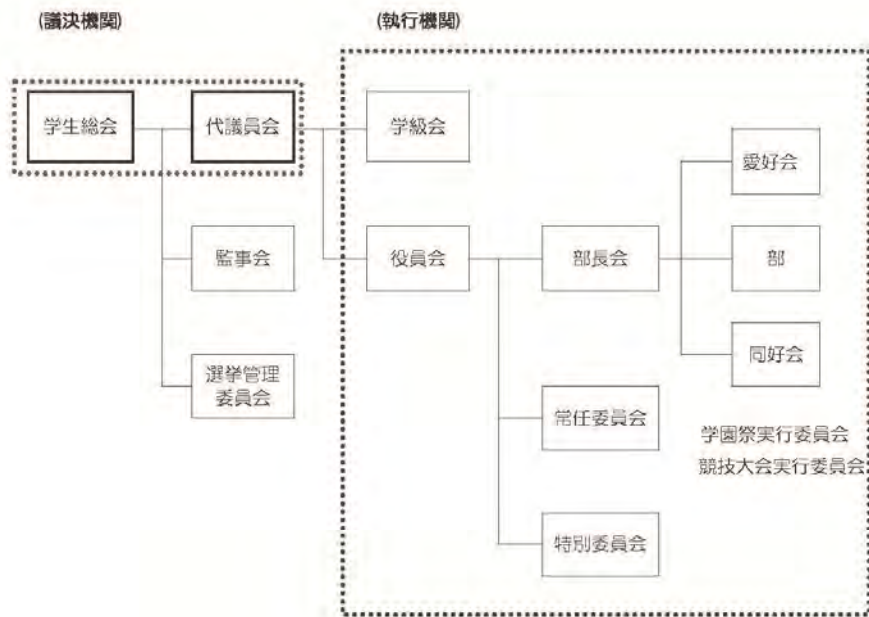 (議決機関)
(執行機関)
学生総会
代議員会
学級会
愛好会
監事会
役員会
部長会
部
同好会
選挙管理
委員会
常任委員会
学園祭実行委員会
競技大会実行委員会
特別委員会